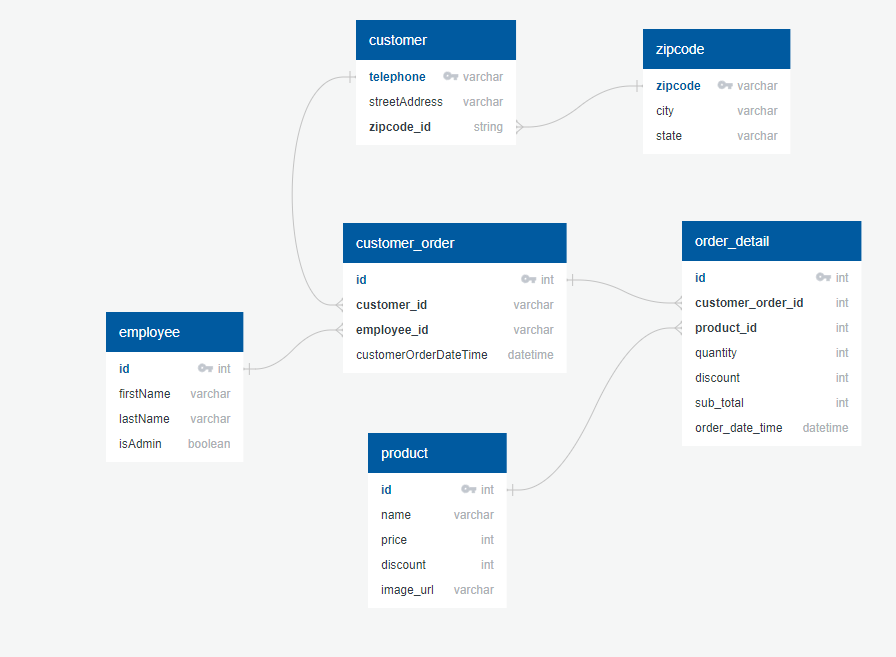 customer
telephone varchar
streetAddress varchar
zipcode_id string
zipcode
zipcode varchar
city varchar
state varchar
customer_order
id int
customer_id varchar
employee_id varchar
customerOrderDateTime datetime
order_detail
id int
customer_order_id int
product_id int
quantity int
discount int
sub_total int
order_date_time datetime
employee
id int
firstName varchar
lastName varchar
isAdmin boolean
product
id int
name varchar
price int
discount int
image_url varchar